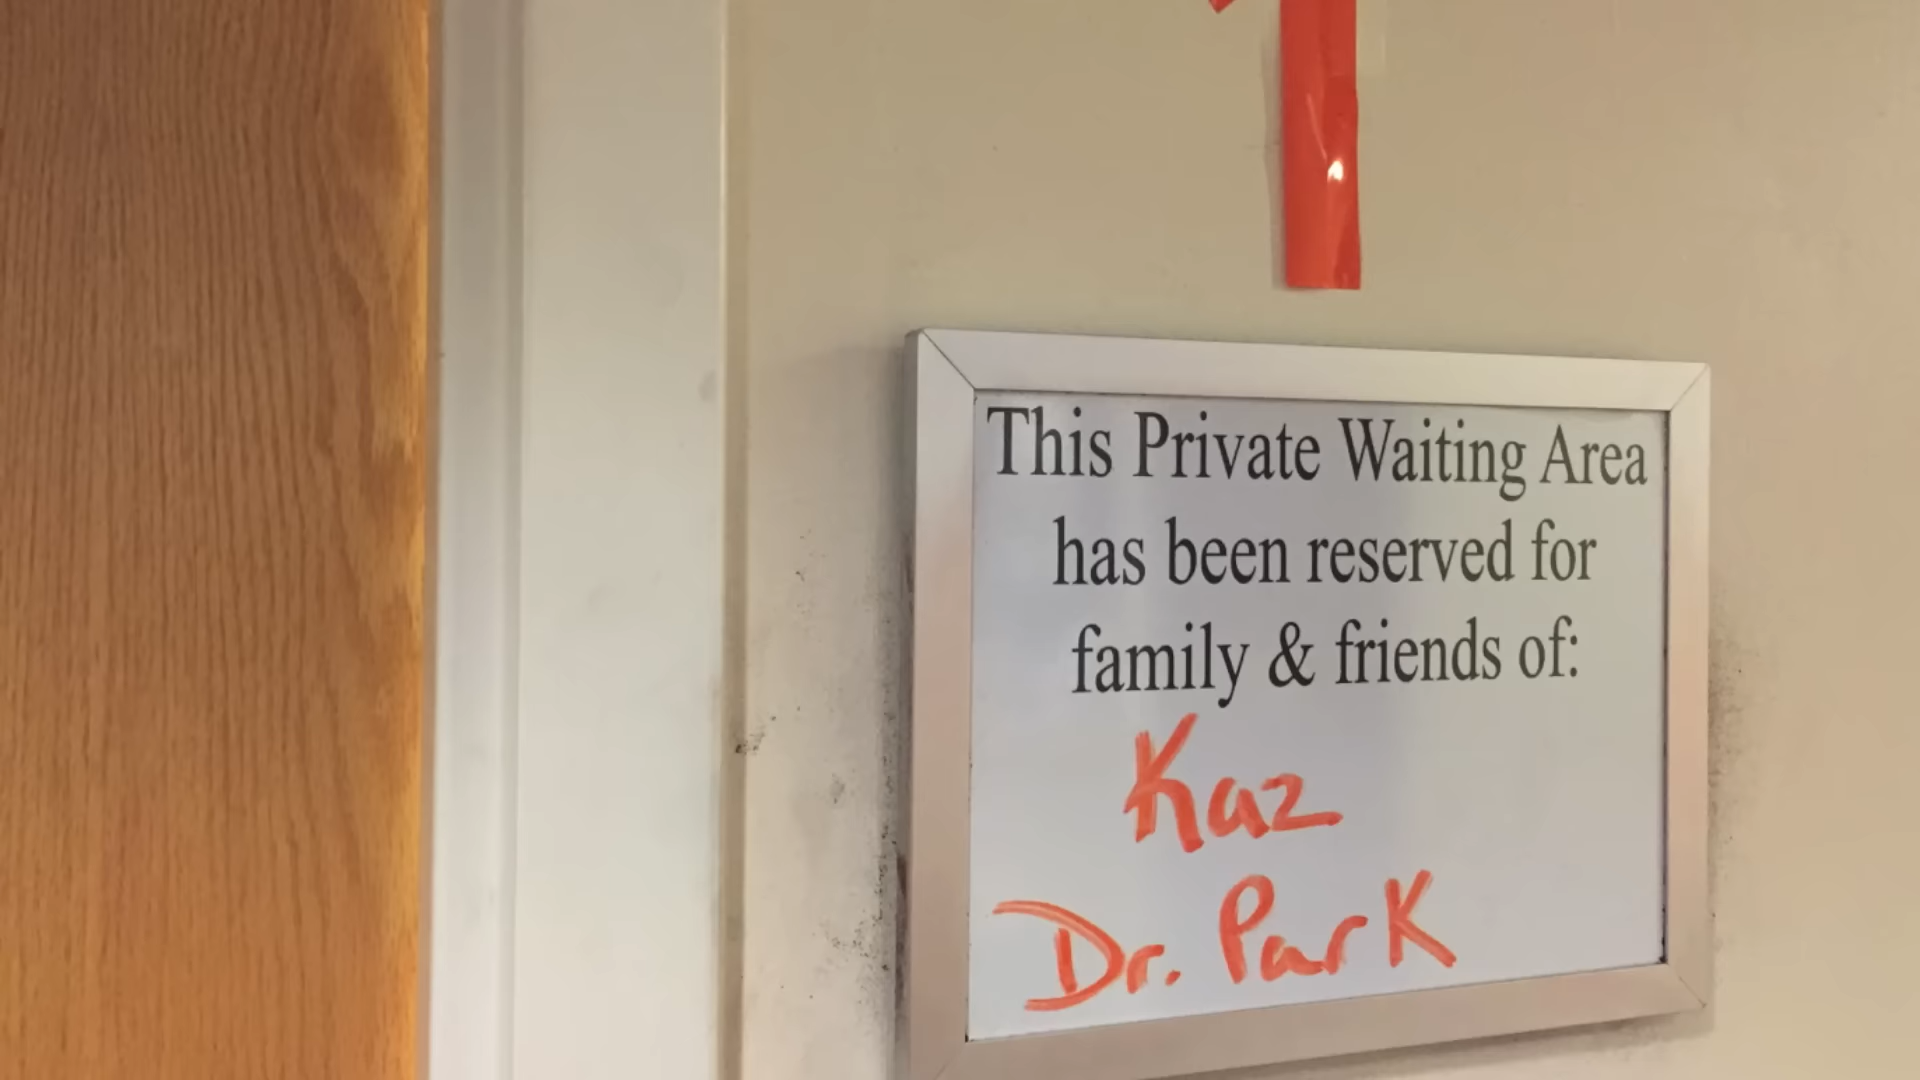 This Private Waiting Area
has been reserved for
family & friends of:
Kaz
Dr. Park